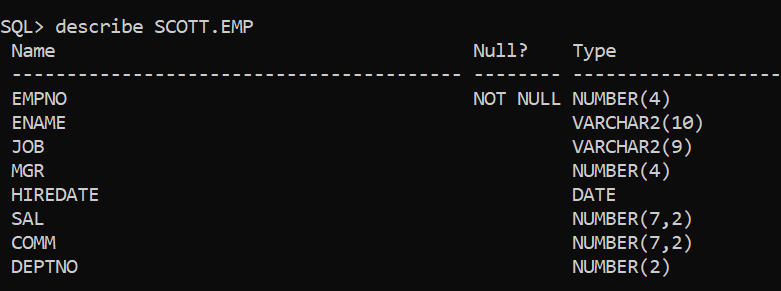 SQL> describe SCOTT.EMP
 Name                                      Null?    Type
 ----------------------------------------- -------- -------------------
 EMPNO                                     NOT NULL NUMBER(4)
 ENAME                                              VARCHAR2(10)
 JOB                                                VARCHAR2(9)
 MGR                                                NUMBER(4)
 HIREDATE                                           DATE
 SAL                                                NUMBER(7,2)
 COMM                                               NUMBER(7,2)
 DEPTNO                                             NUMBER(2)